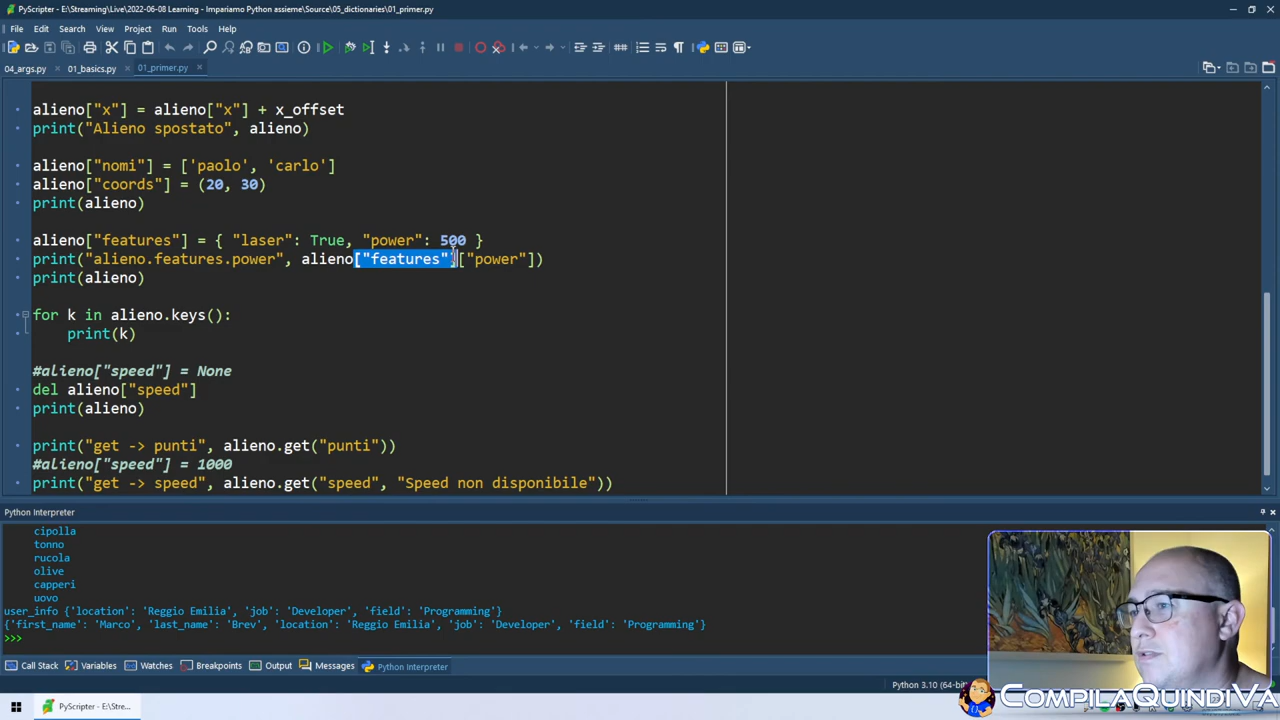 PyScripter - E:\Streaming\Live\2022-06-08 Learning - Impariamo Python assieme\Source\05_dictionaries\01_primer.py
File Edit Search View Project Run Tools Help
04_args.py 01_basics.py 01_primer.py
alieno["x"] = alieno["x"] + x_offset
print("Alieno spostato", alieno)
alieno["nomi"] = ['paolo', 'carlo']
alieno["coords"] = (20, 30)
print(alieno)
alieno["features"] = { "laser": True, "power": 500 }
print("alieno.features.power", alieno["features"]["power"])
print(alieno)
for k in alieno.keys():
print(k)
#alieno["speed"] = None
del alieno["speed"]
print(alieno)
print("get -> punti", alieno.get("punti"))
#alieno["speed"] = 1000
print("get -> speed", alieno.get("speed", "Speed non disponibile"))
Python Interpreter
cipolla
tonno
rucola
olive
capperi
uovo
user_info {'location': 'Reggio Emilia', 'job': 'Developer', 'field': 'Programming'}
{'first_name': 'Marco', 'last_name': 'Brev', 'location': 'Reggio Emilia', 'job': 'Developer', 'field': 'Programming'}
>>>
Call Stack Variables Watches Breakpoints Output Messages Python Interpreter
Python 3.10 (64-bit)
COMPILAQUINDIVA
PyScripter - E:\Stre...